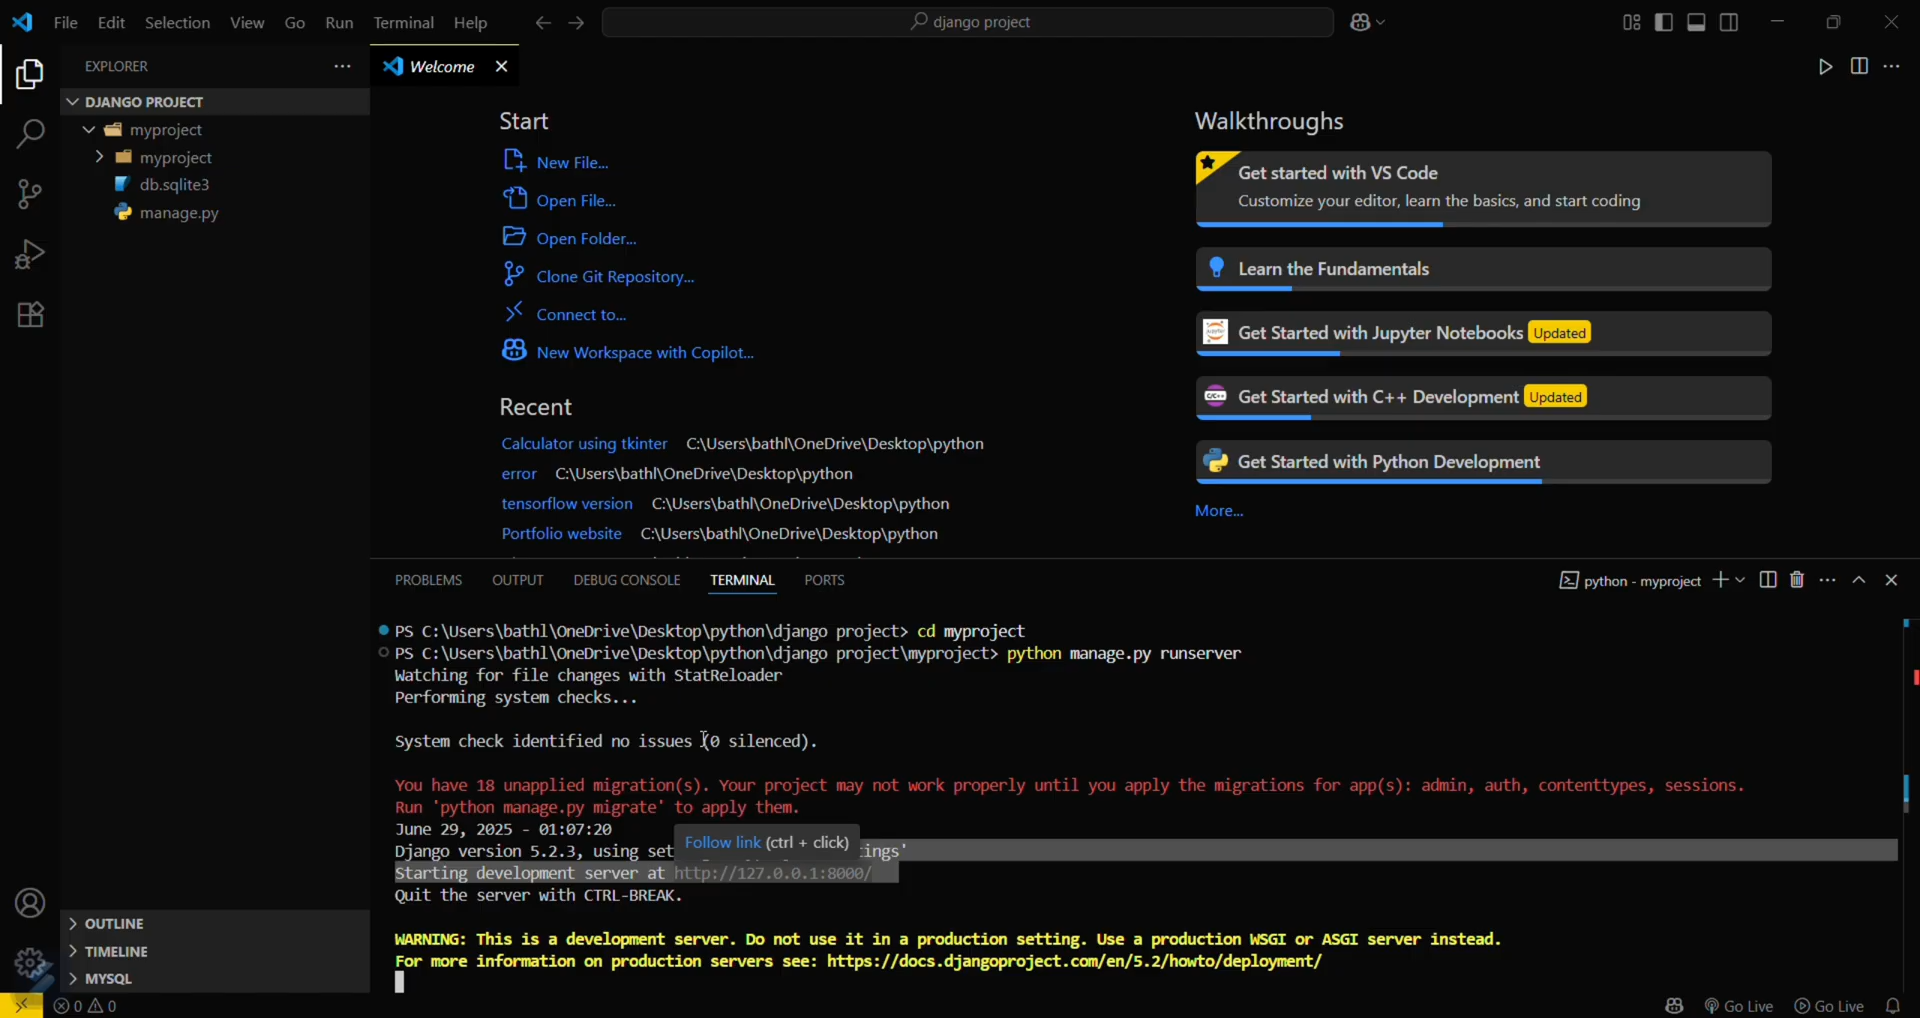 File Edit Selection View Go Run Terminal Help
django project
EXPLORER
DJANGO PROJECT
myproject
myproject
db.sqlite3
manage.py
OUTLINE
TIMELINE
MYSQL
Welcome
Start
New File...
Open File...
Open Folder...
Clone Git Repository...
Connect to...
New Workspace with Copilot...
Recent
Calculator using tkinter C:\Users\bathl\OneDrive\Desktop\python
error C:\Users\bathl\OneDrive\Desktop\python
tensorflow version C:\Users\bathl\OneDrive\Desktop\python
Portfolio website C:\Users\bathl\OneDrive\Desktop\python
Walkthroughs
Get started with VS Code
Customize your editor, learn the basics, and start coding
Learn the Fundamentals
Get Started with Jupyter Notebooks Updated
Get Started with C++ Development Updated
Get Started with Python Development
More...
PROBLEMS OUTPUT DEBUG CONSOLE TERMINAL PORTS
python - myproject
PS C:\Users\bathl\OneDrive\Desktop\python\django project> cd myproject
PS C:\Users\bathl\OneDrive\Desktop\python\django project\myproject> python manage.py runserver
Watching for file changes with StatReloader
Performing system checks...
System check identified no issues (0 silenced).
You have 18 unapplied migration(s). Your project may not work properly until you apply the migrations for app(s): admin, auth, contenttypes, sessions.
Run 'python manage.py migrate' to apply them.
June 29, 2025 - 01:07:20
Follow link (ctrl + click)
Django version 5.2.3, using set ings'
Starting development server at http://127.0.0.1:8000/
Quit the server with CTRL-BREAK.
WARNING: This is a development server. Do not use it in a production setting. Use a production WSGI or ASGI server instead.
For more information on production servers see: https://docs.djangoproject.com/en/5.2/howto/deployment/
0 0
Go Live Go Live